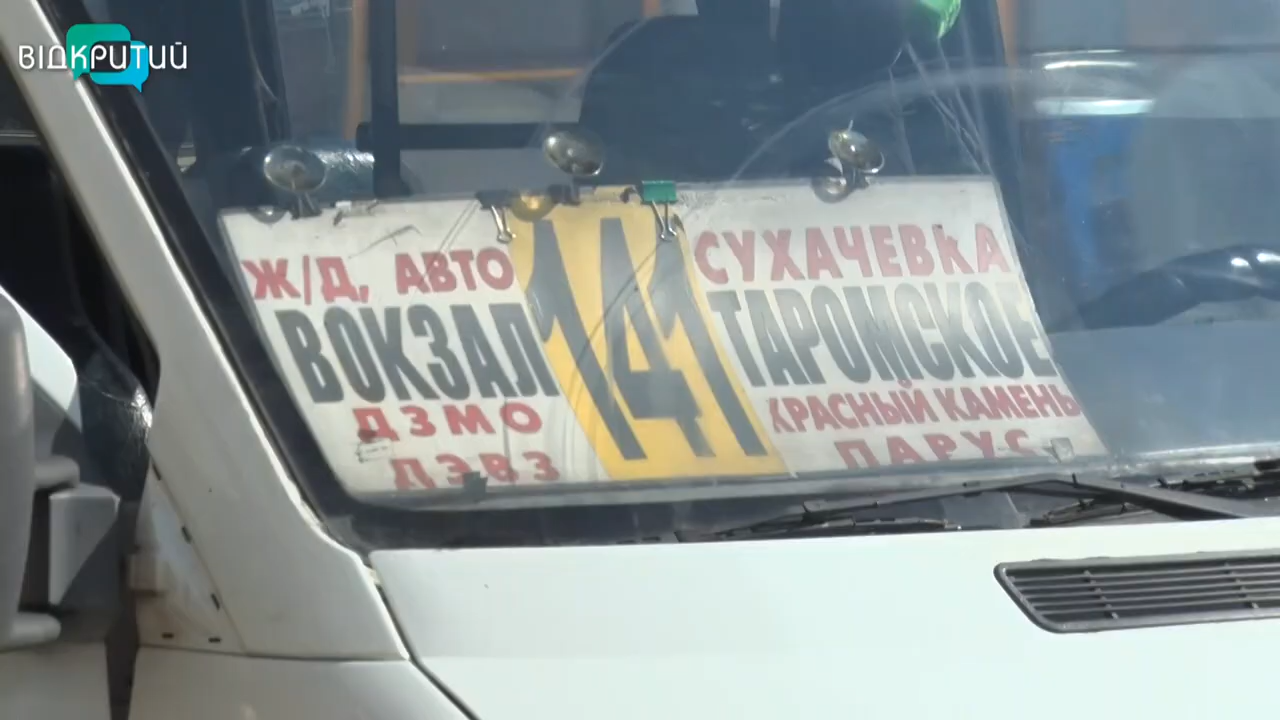 ВІДКРИТИЙ
Ж/Д, АВТО
ВОКЗАЛ
ДЗМО
ДЭВЗ
141
СУХАЧЕВКА
ТАРОМСКОЕ
КРАСНЫЙ КАМЕНЬ
ПАРУС